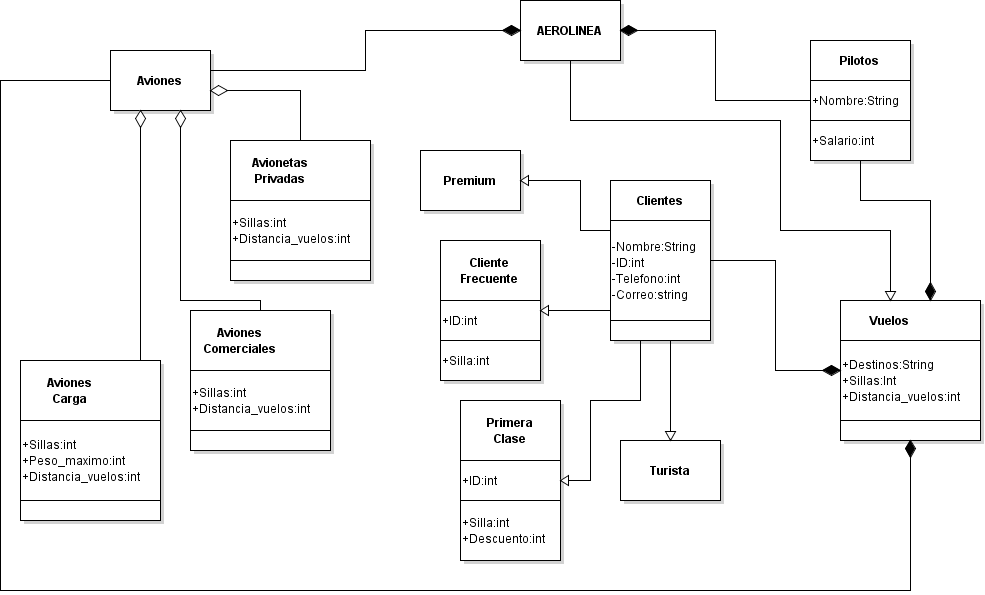 AEROLINEA
Aviones
Pilotos
+Nombre:String
+Salario:int
Avionetas
Privadas
+Sillas:int
+Distancia_vuelos:int
Premium
Clientes
-Nombre:String
-ID:int
-Telefono:int
-Correo:string
Cliente
Frecuente
+ID:int
+Silla:int
Vuelos
+Destinos:String
+Sillas:Int
+Distancia_vuelos:int
Aviones
Comerciales
+Sillas:int
+Distancia_vuelos:int
Aviones
Carga
+Sillas:int
+Peso_maximo:int
+Distancia_vuelos:int
Primera
Clase
+ID:int
+Silla:int
+Descuento:int
Turista